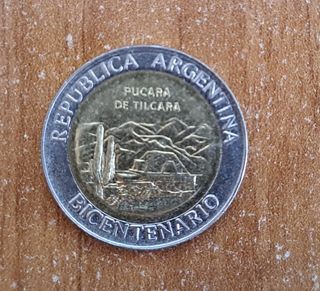 REPUBLICA ARGENTINA
PUCARA
DE TILCARA
BICENTENARIO